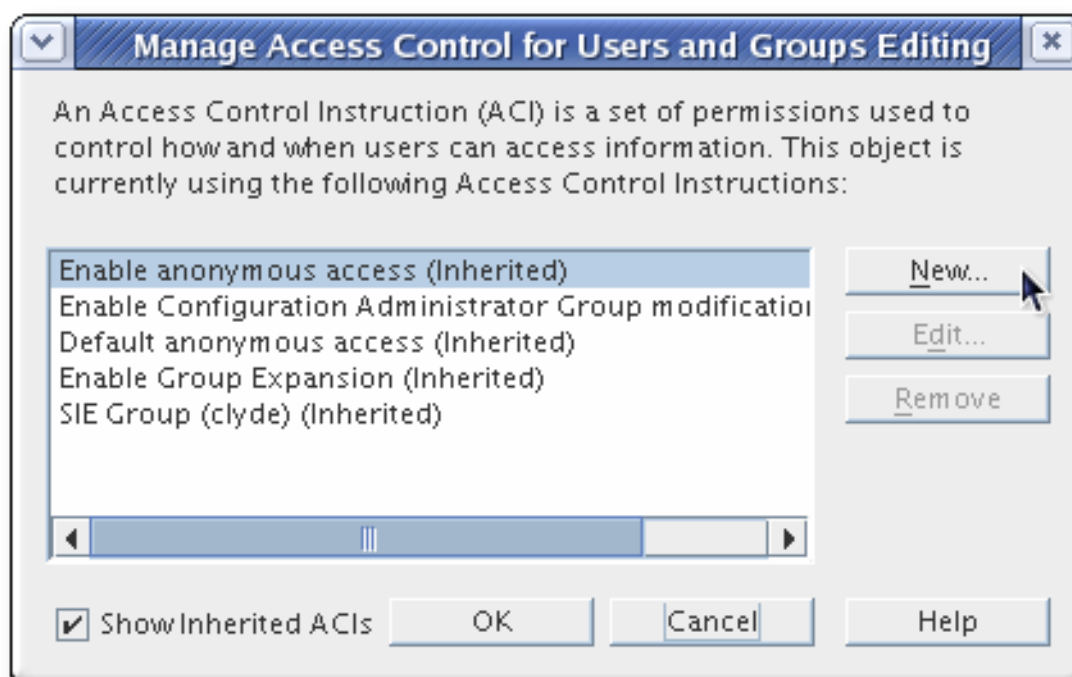 Manage Access Control for Users and Groups Editing
An Access Control Instruction (ACI) is a set of permissions used to
control how and when users can access information. This object is
currently using the following Access Control Instructions:
Enable anonymous access (Inherited)
Enable Configuration Administrator Group modification
Default anonymous access (Inherited)
Enable Group Expansion (Inherited)
SIE Group (clyde) (Inherited)
New...
Edit...
Remove
Show Inherited ACIs
OK
Cancel
Help